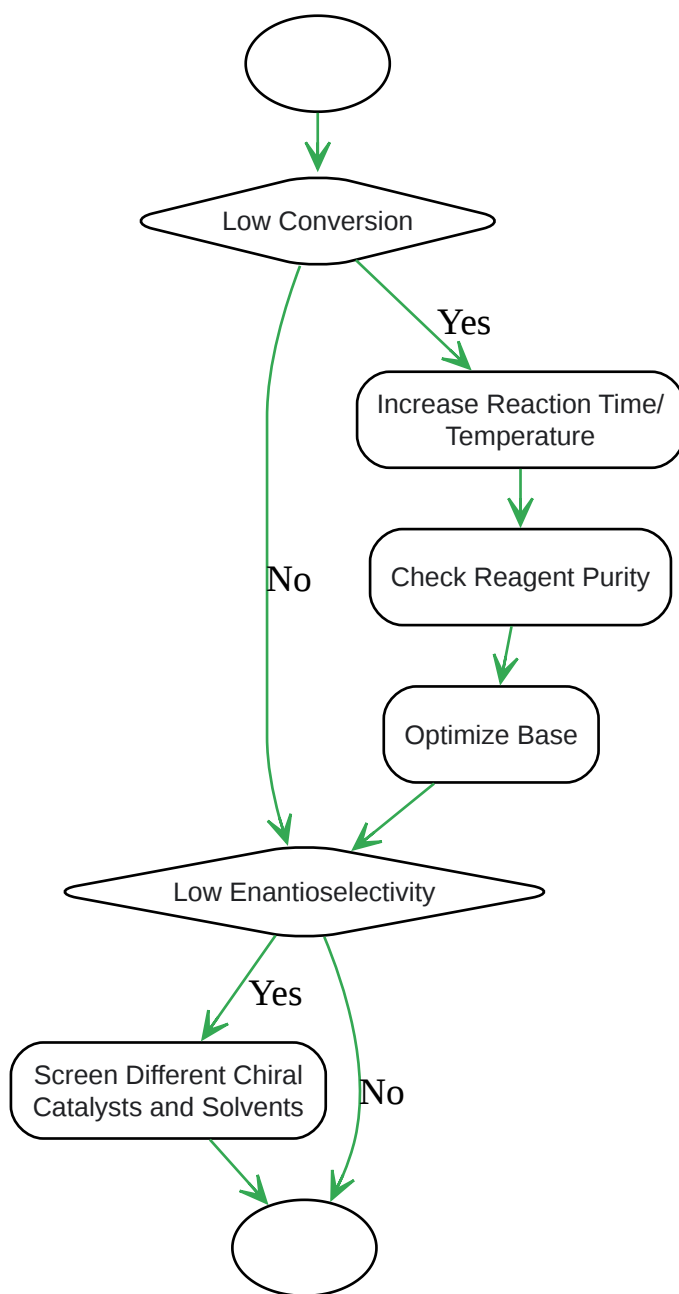 Low Conversion
Yes
Increase Reaction Time/
Temperature
No
Check Reagent Purity
Optimize Base
Low Enantioselectivity
Yes
Screen Different Chiral
Catalysts and Solvents
No